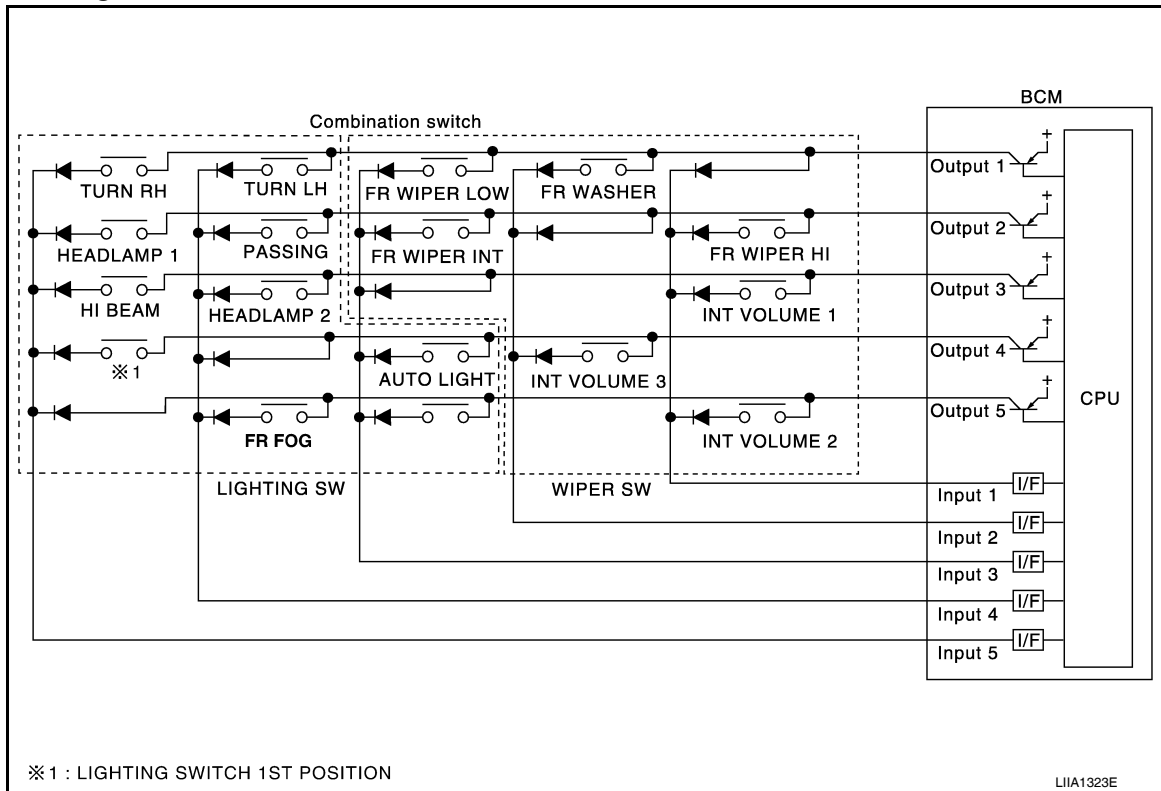 BCM
Combination switch
Output 1
+
TURN RH
TURN LH
FR WIPER LOW
FR WASHER
Output 2
+
HEADLAMP 1
PASSING
FR WIPER INT
FR WIPER HI
Output 3
+
HI BEAM
HEADLAMP 2
INT VOLUME 1
Output 4
+
※1
AUTO LIGHT
INT VOLUME 3
Output 5
+
CPU
FR FOG
INT VOLUME 2
LIGHTING SW
WIPER SW
Input 1
I/F
Input 2
I/F
Input 3
I/F
Input 4
I/F
Input 5
I/F
※1 : LIGHTING SWITCH 1ST POSITION
LIIA1323E